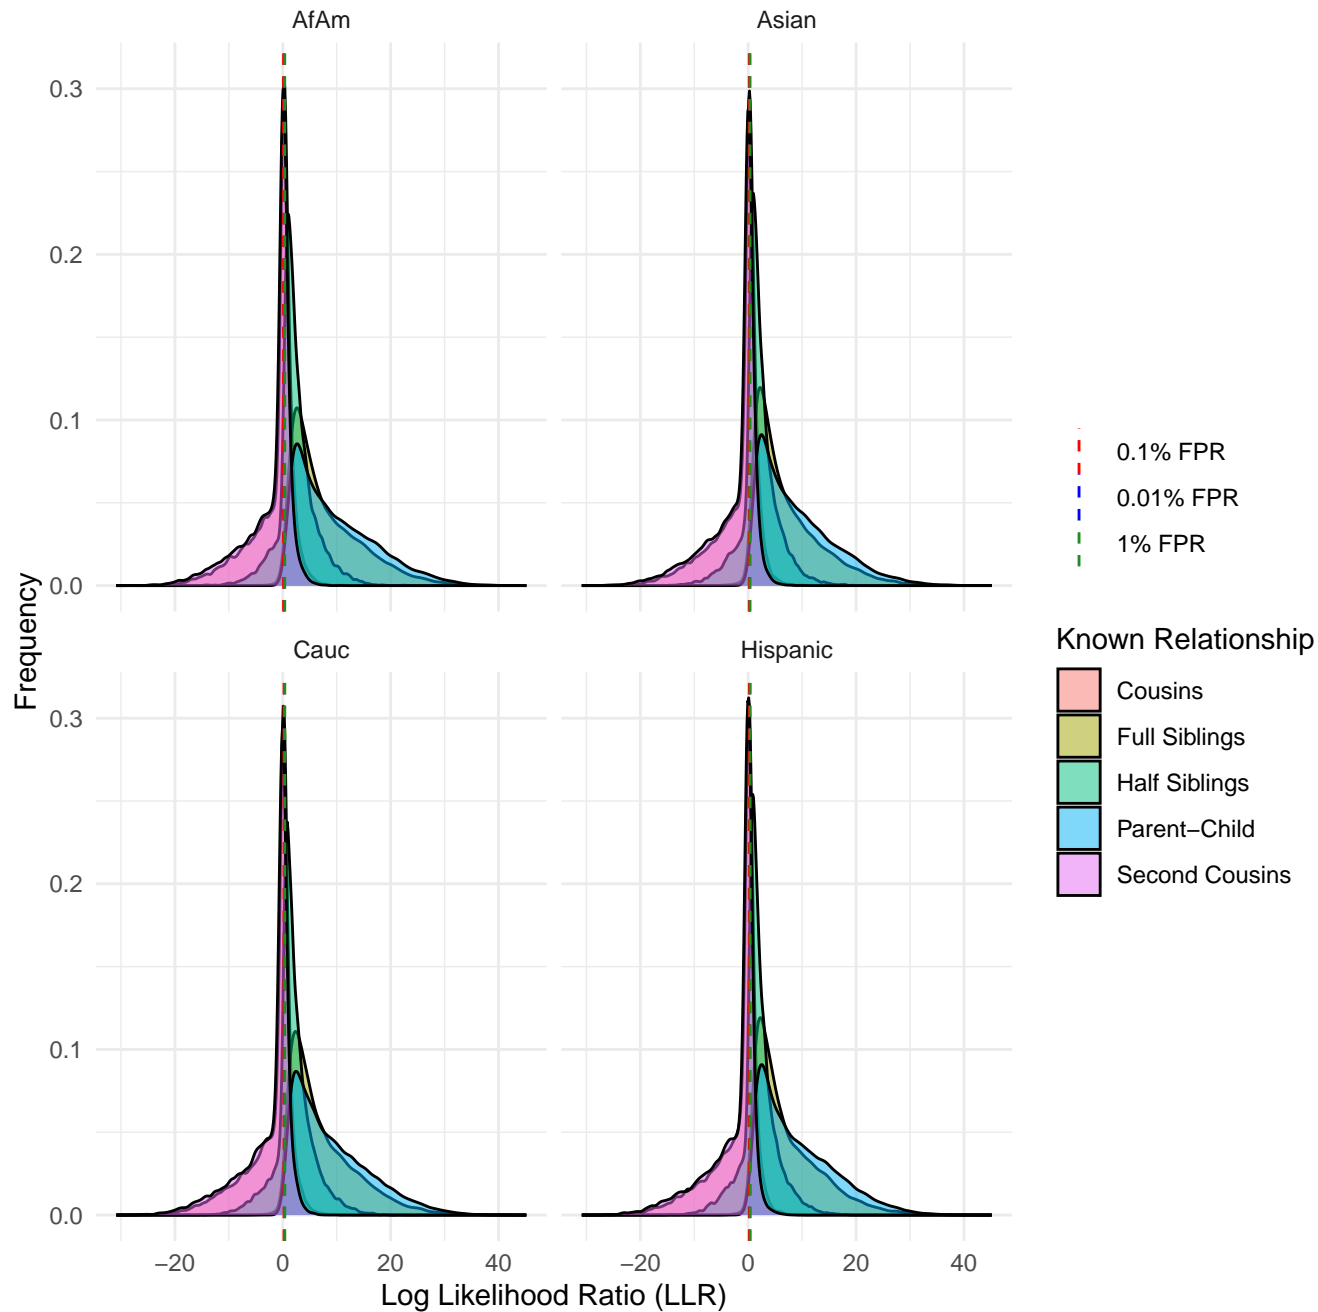 AfAm
Asian
0.3
0.2
0.1
0.0
Cauc
Hispanic
0.3
0.2
0.1
0.0
−20
0
20
40
−20
0
20
40
Log Likelihood Ratio (LLR)
Frequency
0.1% FPR
0.01% FPR
1% FPR
Known Relationship
Cousins
Full Siblings
Half Siblings
Parent−Child
Second Cousins